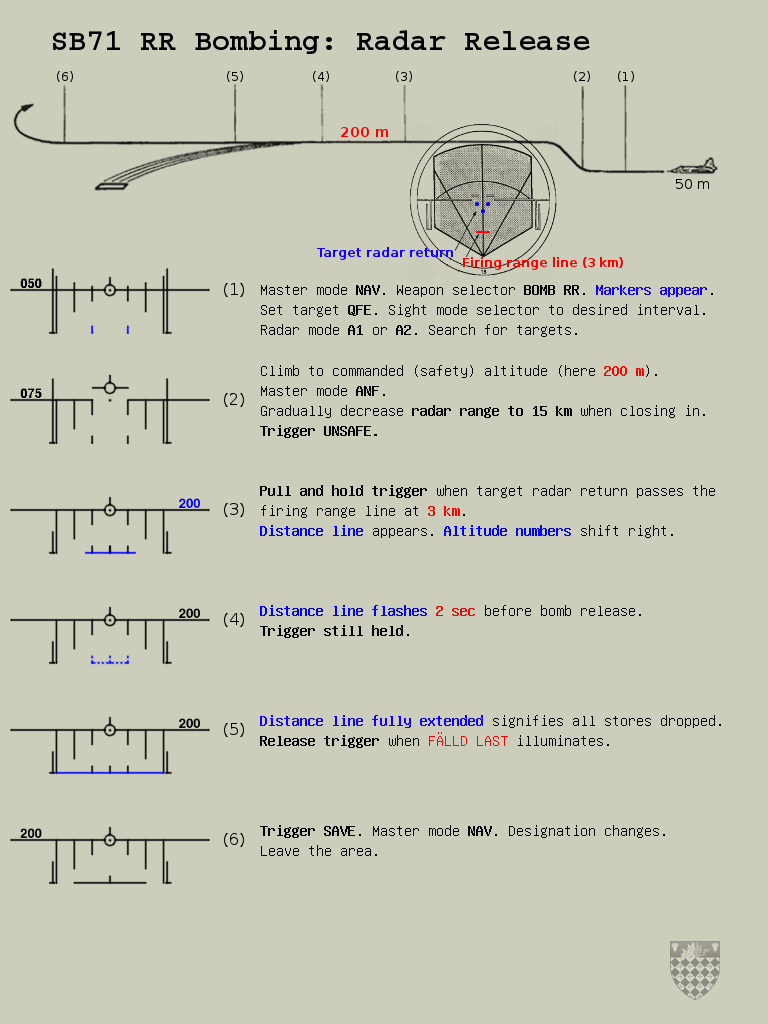 SB71 RR Bombing: Radar Release
(6) (5) (4) (3) (2) (1)
200 m
50 m
Target radar return
Firing range line (3 km)
15
050
(1) Master mode NAV. Weapon selector BOMB RR. Markers appear.
Set target QFE. Sight mode selector to desired interval.
Radar mode A1 or A2. Search for targets.
075
(2)
Climb to commanded (safety) altitude (here 200 m).
Master mode ANF.
Gradually decrease radar range to 15 km when closing in.
Trigger UNSAFE.
200
(3)
Pull and hold trigger when target radar return passes the
firing range line at 3 km.
Distance line appears. Altitude numbers shift right.
200
(4)
Distance line flashes 2 sec before bomb release.
Trigger still held.
200
(5)
Distance line fully extended signifies all stores dropped.
Release trigger when FÄLLD LAST illuminates.
200
(6)
Trigger SAVE. Master mode NAV. Designation changes.
Leave the area.